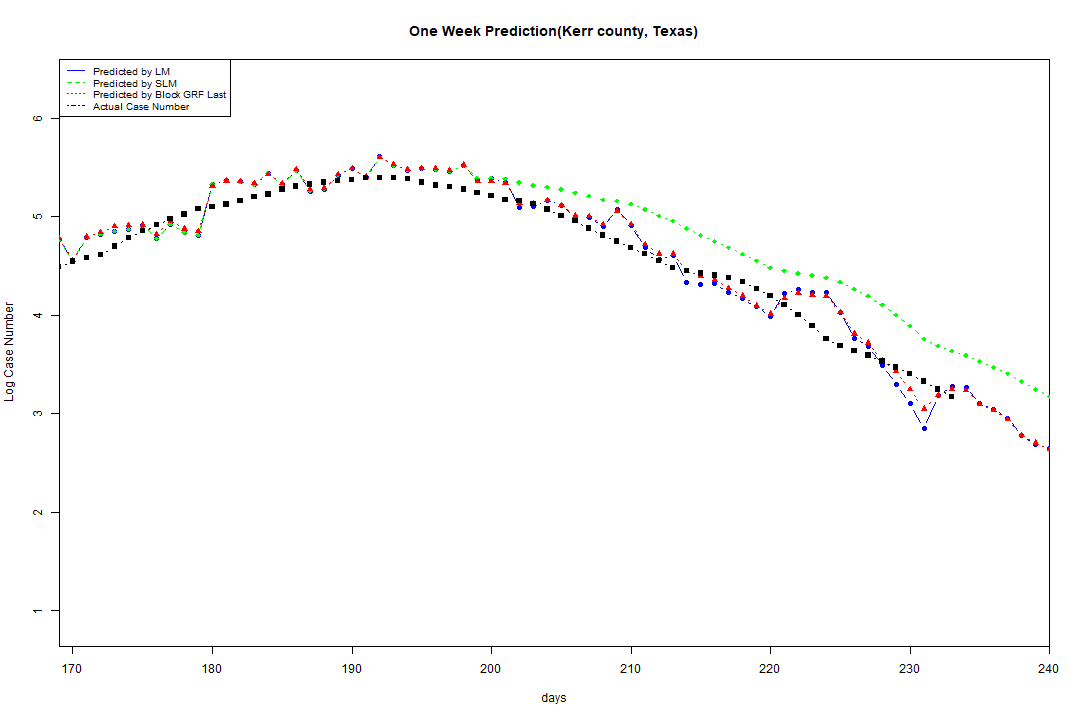 One Week Prediction(Kerr county, Texas)
Predicted by LM
Predicted by SLM
Predicted by Block GRF Last
Actual Case Number
6
5
4
3
2
1
Log Case Number
170 180 190 200 210 220 230 240
days